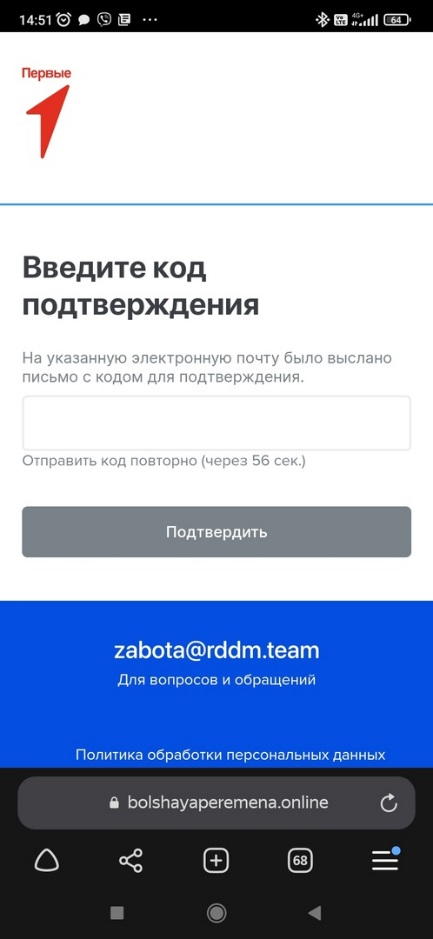 14:51
4G+
64
Первые
Введите код
подтверждения
На указанную электронную почту было выслано
письмо с кодом для подтверждения.
Отправить код повторно (через 56 сек.)
Подтвердить
zabota@rddm.team
Для вопросов и обращений
Политика обработки персональных данных
bolshayaperemena.online
68